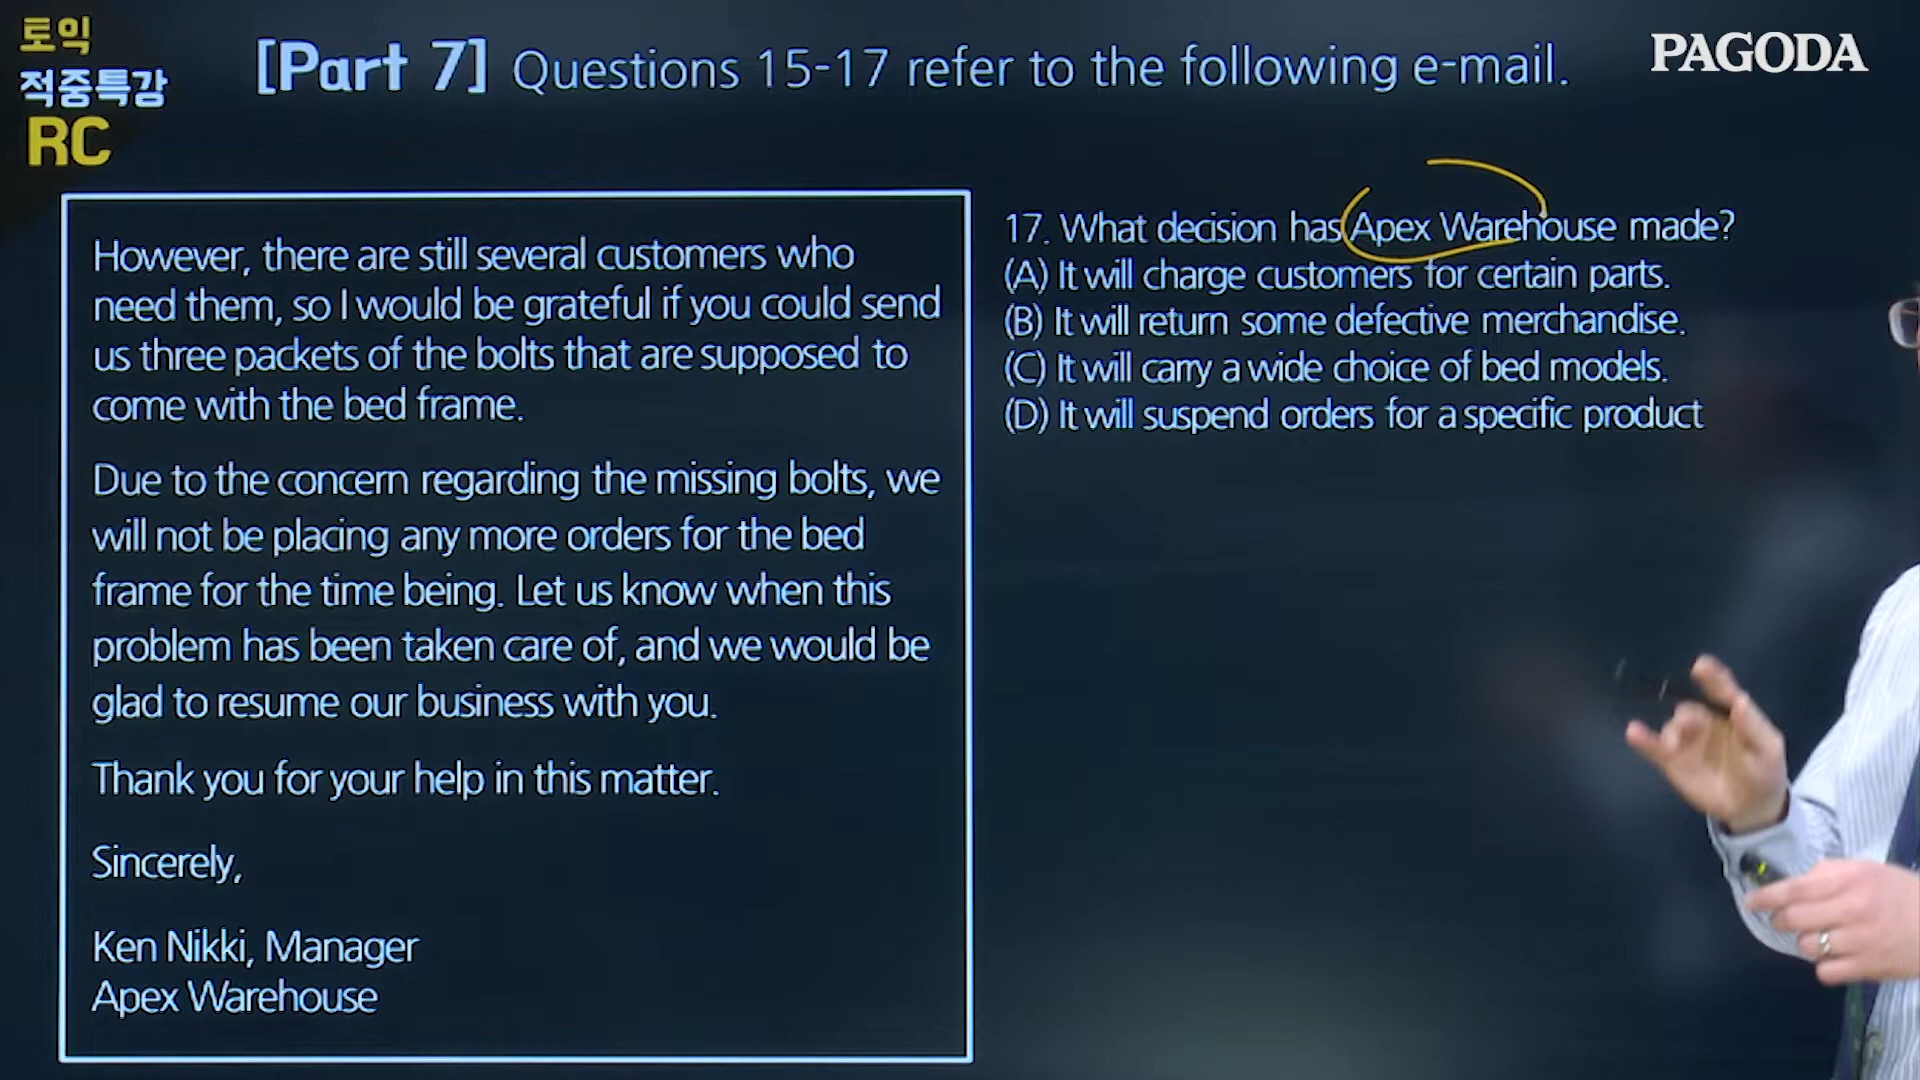 토익
적중특강
RC
[Part 7] Questions 15-17 refer to the following e-mail.
PAGODA
However, there are still several customers who
need them, so I would be grateful if you could send
us three packets of the bolts that are supposed to
come with the bed frame.
Due to the concern regarding the missing bolts, we
will not be placing any more orders for the bed
frame for the time being. Let us know when this
problem has been taken care of, and we would be
glad to resume our business with you.
Thank you for your help in this matter.
Sincerely,
Ken Nikki, Manager
Apex Warehouse
17. What decision has Apex Warehouse made?
(A) It will charge customers for certain parts.
(B) It will return some defective merchandise.
(C) It will carry a wide choice of bed models.
(D) It will suspend orders for a specific product